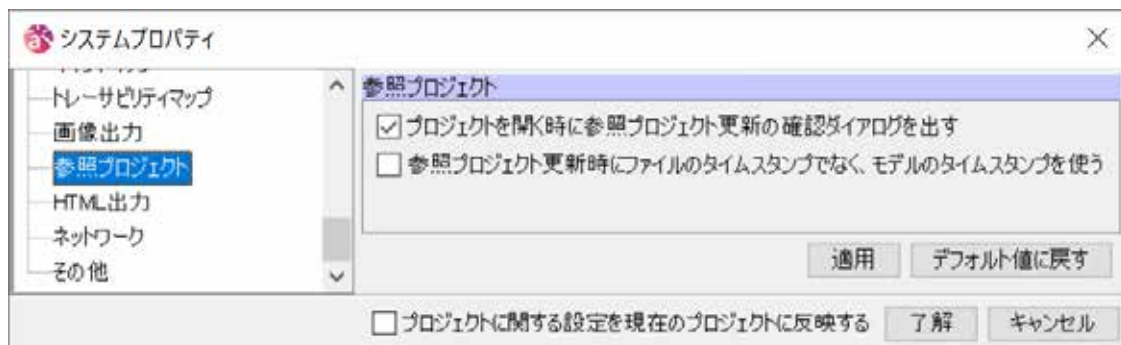 システムプロパティ
トレーサビリティマップ
画像出力
参照プロジェクト
HTML出力
ネットワーク
その他
参照プロジェクト
プロジェクトを開く時に参照プロジェクト更新の確認ダイアログを出す
参照プロジェクト更新時にファイルのタイムスタンプでなく、モデルのタイムスタンプを使う
適用 デフォルト値に戻す
プロジェクトに関する設定を現在のプロジェクトに反映する 了解 キャンセル